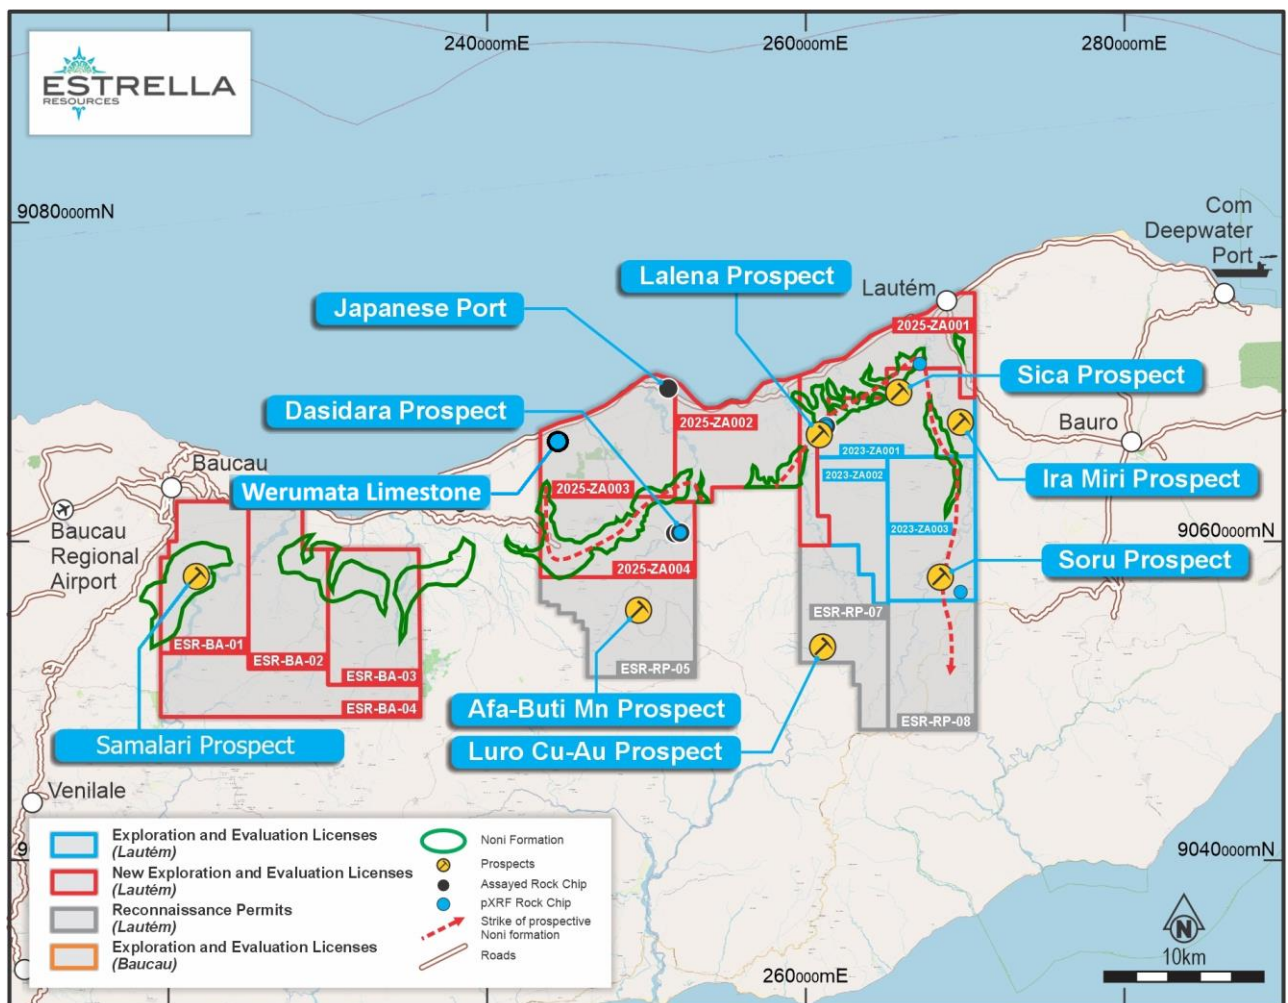 240000mE
260000mE
280000mE
ESTRELLA
RESOURCES
9080000mN
Com
Deepwater
Port
Lalena Prospect
Lautém
Japanese Port
2025-ZA001
Sica Prospect
Dasidara Prospect
2025-ZA002
Bauro
2023-ZA001
Baucau
Werumata Limestone
2025-ZA003
2023-ZA002
Ira Miri Prospect
Baucau
Regional
Airport
2023-ZA003
9060000mN
2025-ZA004
Soru Prospect
ESR-RP-07
ESR-BA-01
ESR-BA-02
ESR-BA-03
ESR-RP-05
ESR-BA-04
Afa-Buti Mn Prospect
ESR-RP-08
Samalari Prospect
Luro Cu-Au Prospect
Venilale
Exploration and Evaluation Licenses
(Lautém)
New Exploration and Evaluation Licenses
(Lautém)
Reconnaissance Permits
(Lautém)
Exploration and Evaluation Licenses
(Baucau)
Noni Formation
Prospects
Assayed Rock Chip
pXRF Rock Chip
Strike of prospective
Noni formation
Roads
9040000mN
N
10km
260000mE